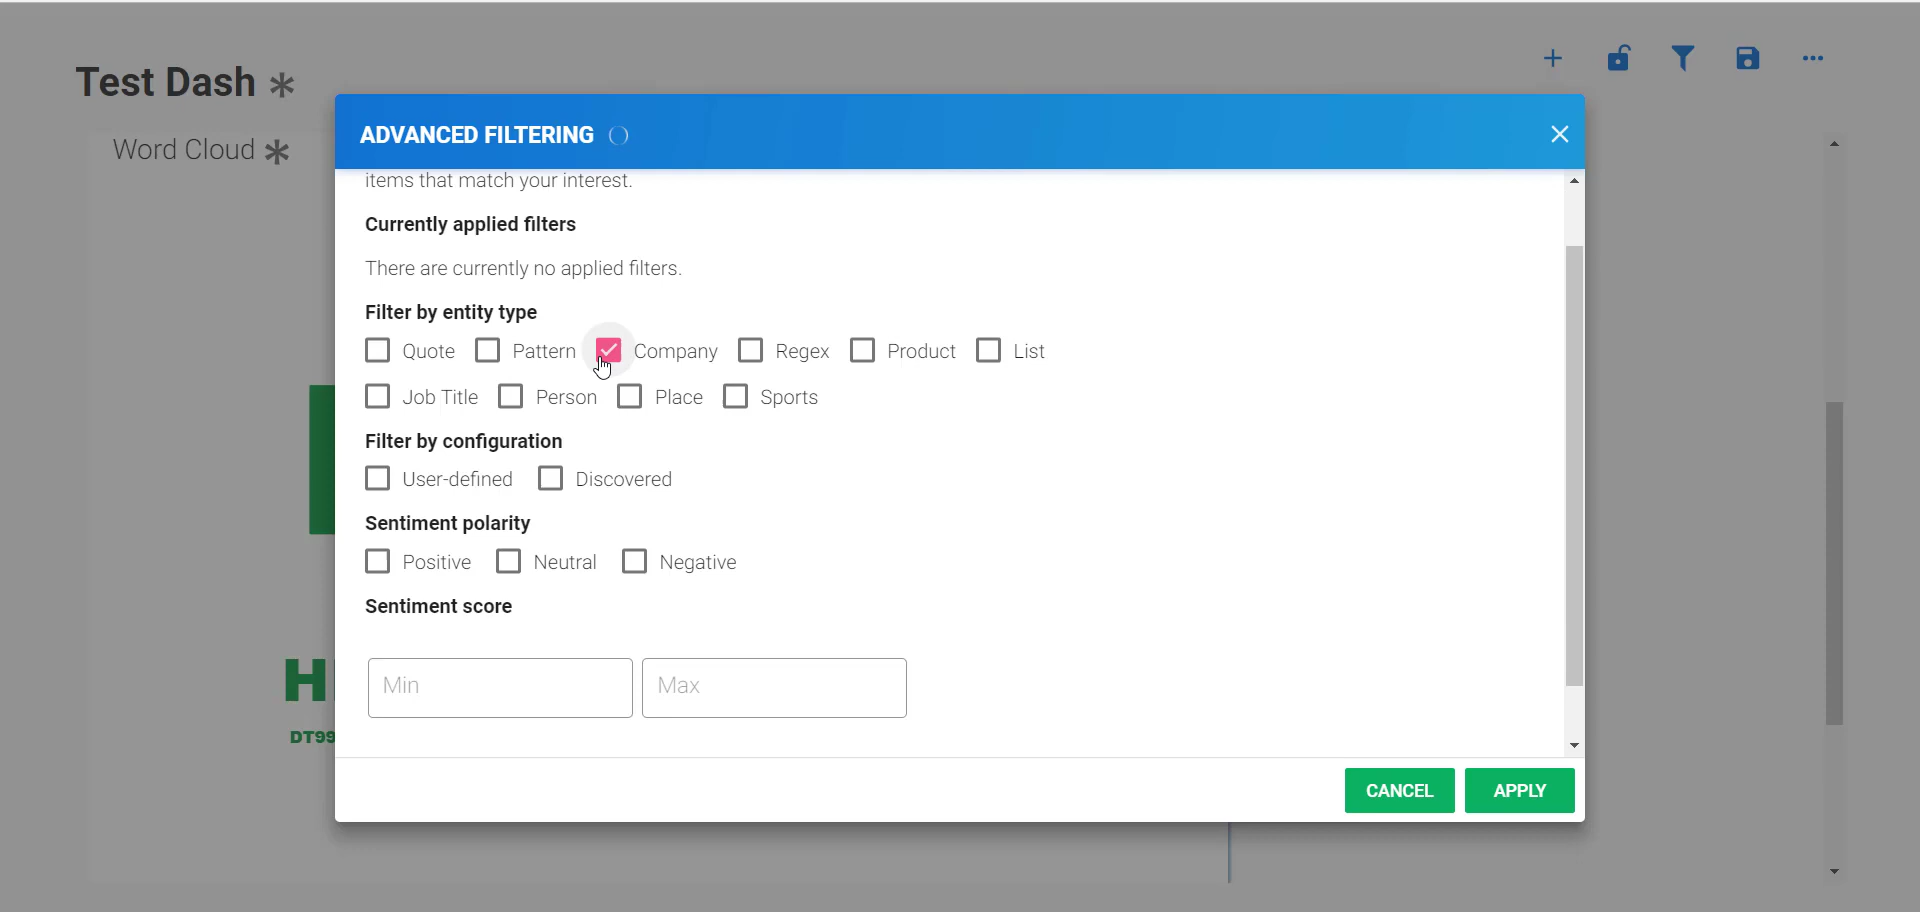 Test Dash *
Word Cloud *
ADVANCED FILTERING
items that match your interest.
Currently applied filters
There are currently no applied filters.
Filter by entity type
Quote Pattern Company Regex Product List
Job Title Person Place Sports
Filter by configuration
User-defined Discovered
Sentiment polarity
Positive Neutral Negative
Sentiment score
Min Max
H
DT99
CANCEL APPLY